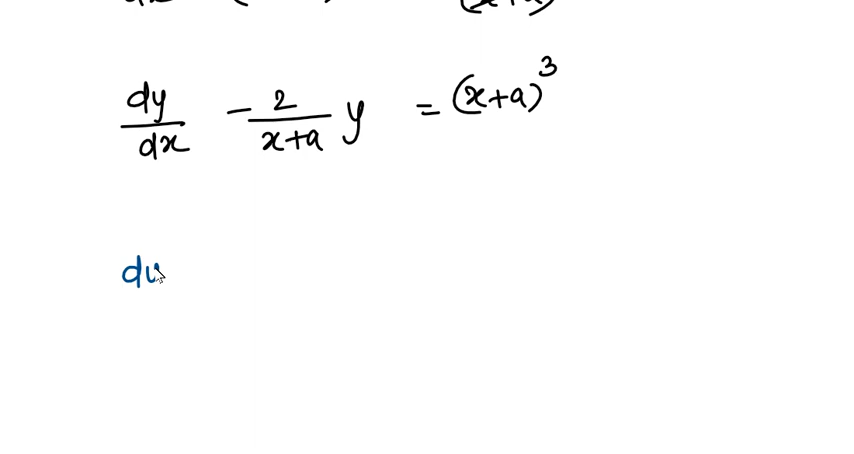 dy/dx - 2/(x+a) y = (x+a)^3
du